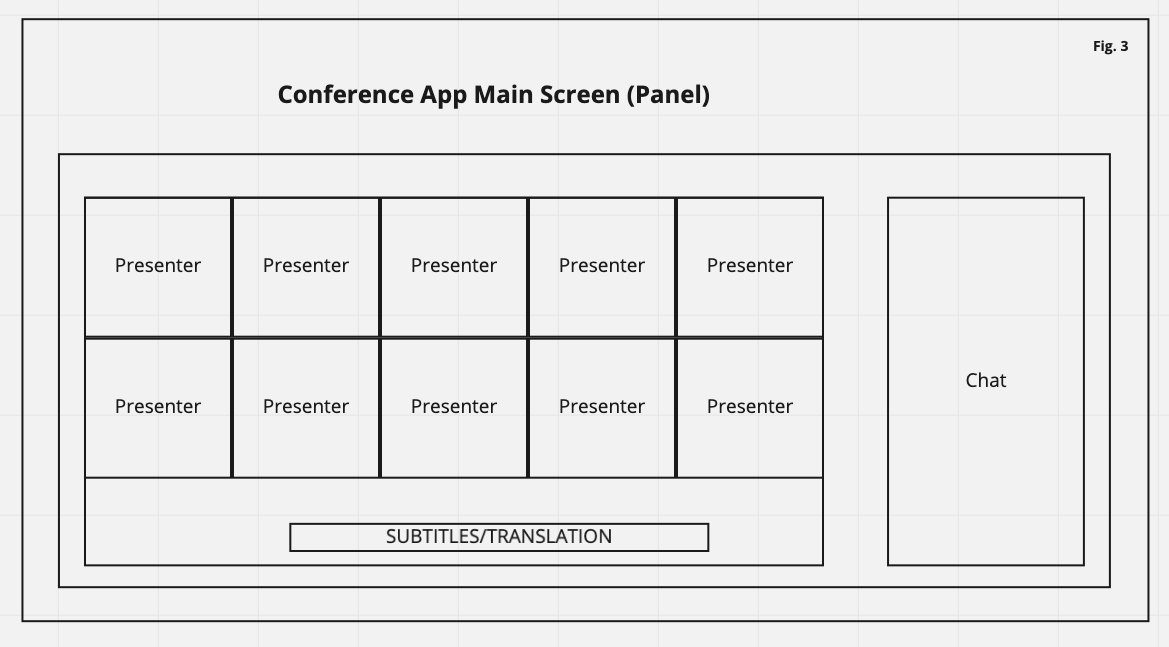 Fig. 3
Conference App Main Screen (Panel)
Presenter Presenter Presenter Presenter Presenter
Chat
Presenter Presenter Presenter Presenter Presenter
SUBTITLES/TRANSLATION